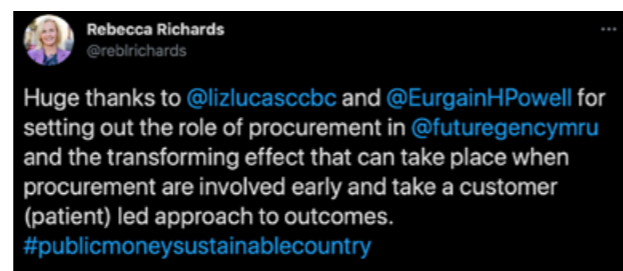 Rebecca Richards
@reblrichards
Huge thanks to @lizlucasccbc and @EurgainHPowell for
setting out the role of procurement in @futuregencymru
and the transforming effect that can take place when
procurement are involved early and take a customer
(patient) led approach to outcomes.
#publicmoneysustainablecountry